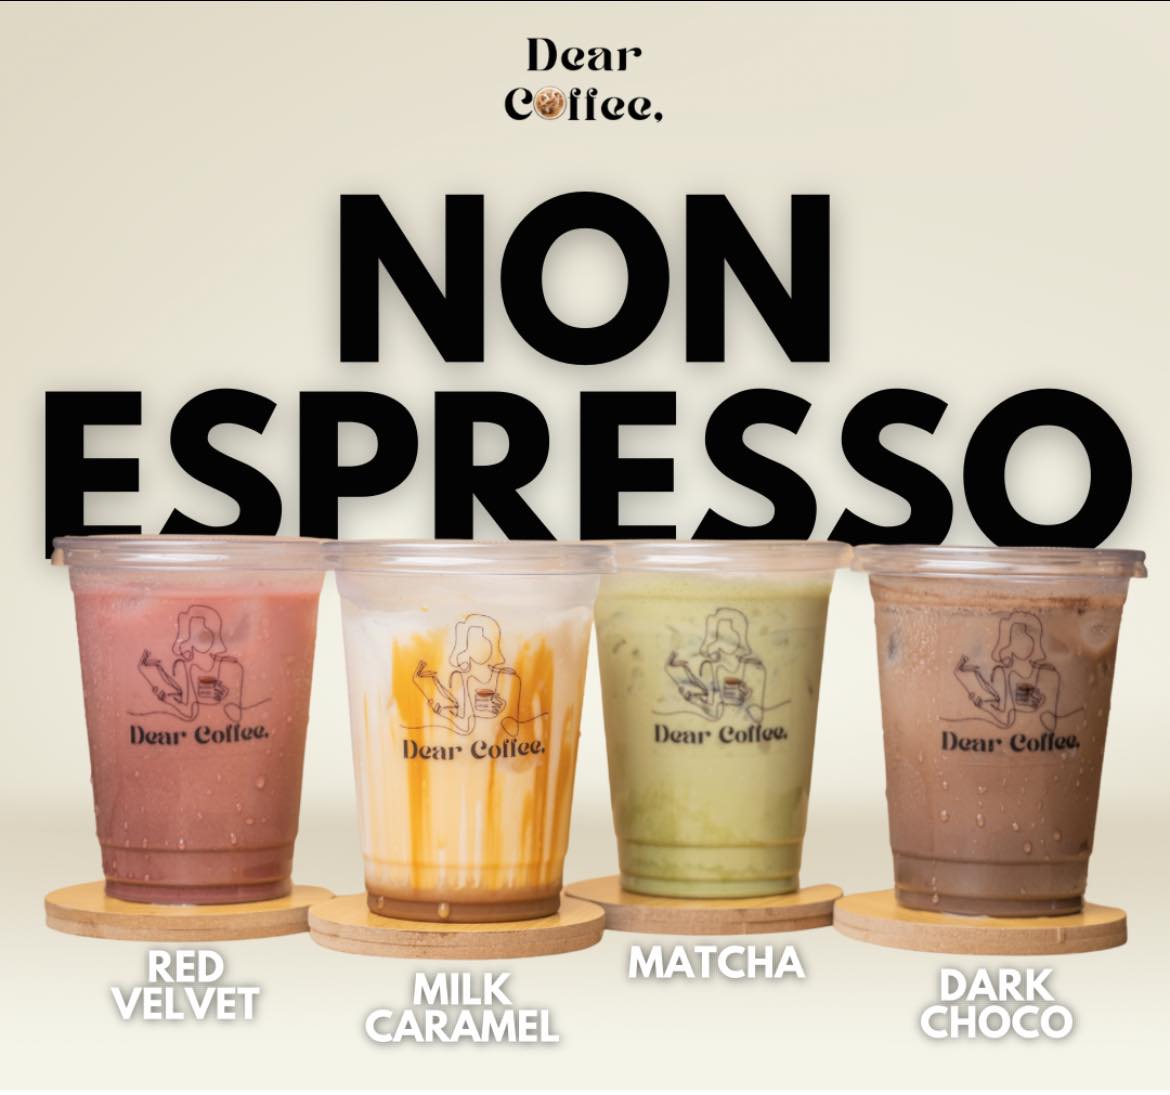 Dear
Coffee,
NON
ESPRESSO
Dear Coffee,
Dear Coffee,
Dear Coffee,
Dear Coffee,
RED
VELVET
MILK
CARAMEL
MATCHA
DARK
CHOCO